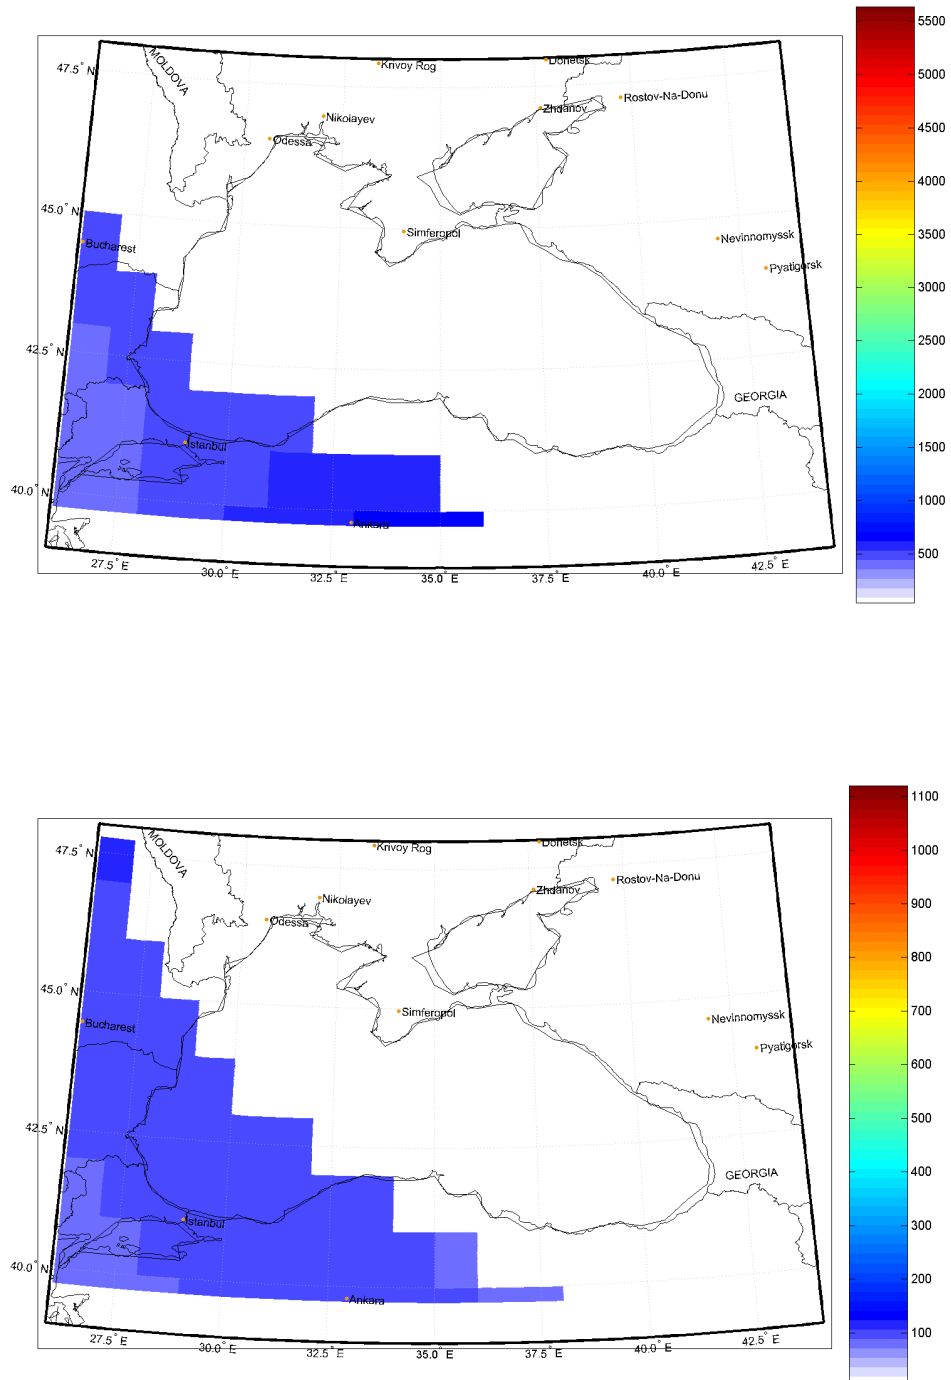 5500
5000
4500
4000
3500
3000
2500
2000
1500
1000
500
47.5° N
45.0° N
42.5° N
40.0° N
27.5° E
30.0° E
32.5° E
35.0° E
37.5° E
40.0° E
42.5° E
MOLDOVA
Krivoy Rog
Donetsk
Nikolayev
Odessa
Zhdanov
Rostov-Na-Donu
Simferopol
Bucharest
Nevinnomyssk
Pyatigorsk
GEORGIA
Istanbul
Ankara
1100
1000
900
800
700
600
500
400
300
200
100
47.5° N
45.0° N
42.5° N
40.0° N
27.5° E
30.0° E
32.5° E
35.0° E
37.5° E
40.0° E
42.5° E
MOLDOVA
Krivoy Rog
Donetsk
Nikolayev
Odessa
Zhdanov
Rostov-Na-Donu
Simferopol
Bucharest
Nevinnomyssk
Pyatigorsk
GEORGIA
Istanbul
Ankara